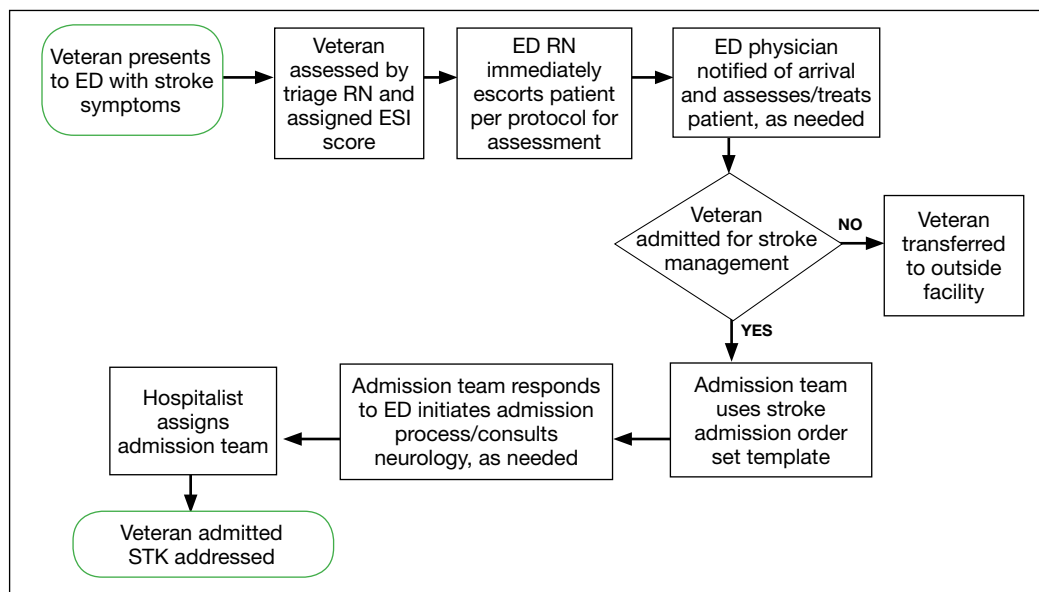 Veteran presents
to ED with stroke
symptoms
Veteran
assessed by
triage RN and
assigned ESI
score
ED RN
immediately
escorts patient
per protocol for
assessment
ED physician
notified of arrival
and assesses/treats
patient, as needed
Veteran
admitted for stroke
management
NO
Veteran
transferred
to outside
facility
YES
Admission team
uses stroke
admission order
set template
Admission team responds
to ED initiates admission
process/consults
neurology, as needed
Hospitalist
assigns
admission team
Veteran admitted
STK addressed